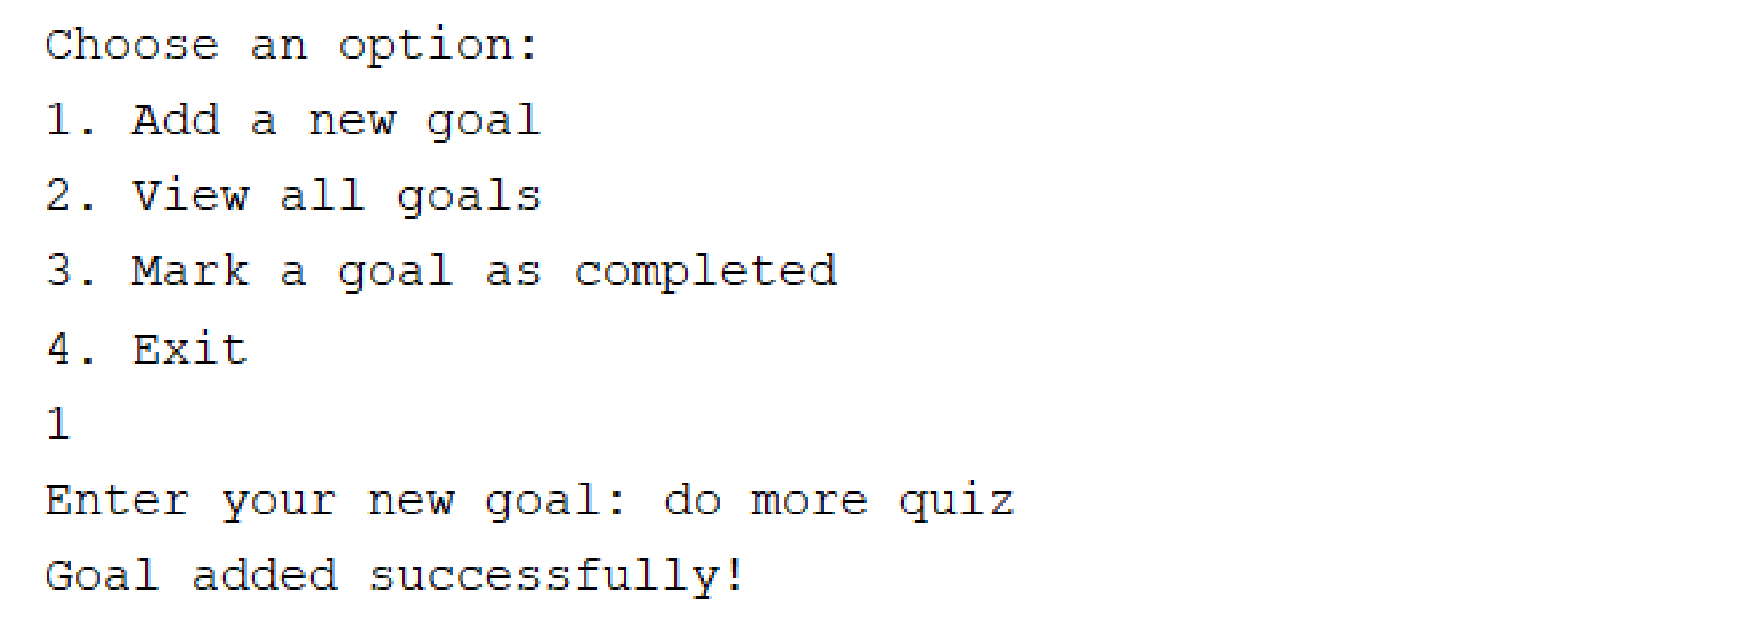 Choose an option:
1. Add a new goal
2. View all goals
3. Mark a goal as completed
4. Exit
1
Enter your new goal: do more quiz
Goal added successfully!